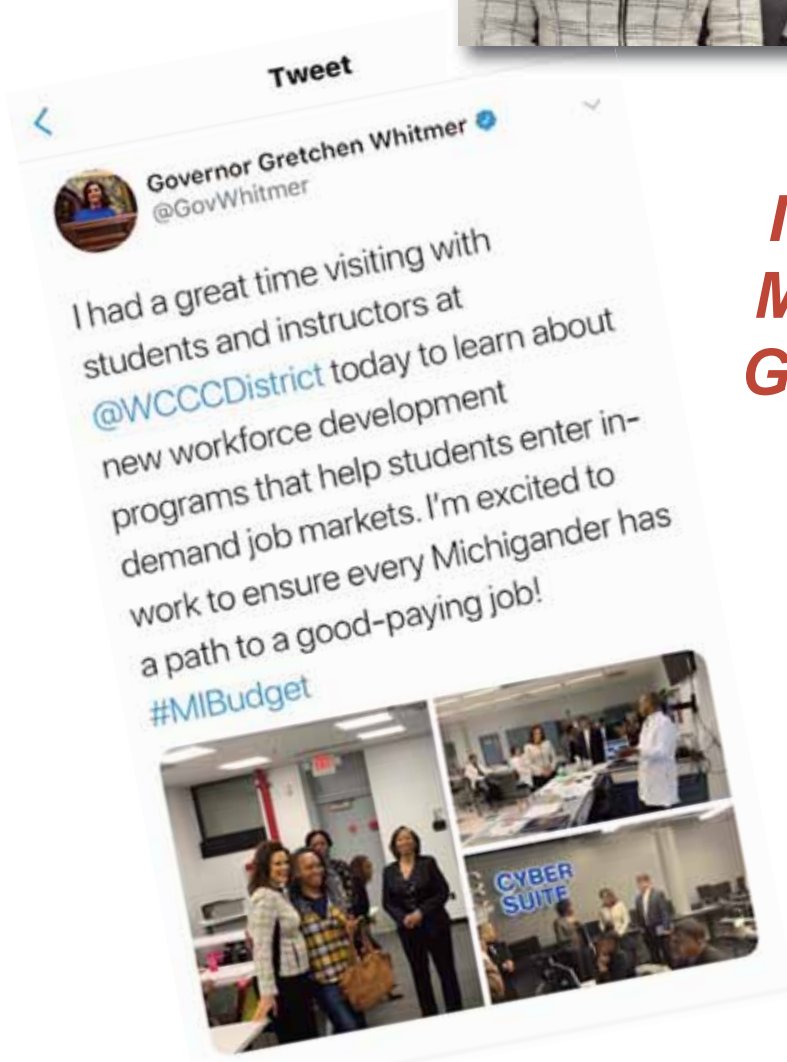 Tweet
Governor Gretchen Whitmer
@GovWhitmer
I had a great time visiting with
students and instructors at
@WCCCDistrict today to learn about
new workforce development
programs that help students enter in-
demand job markets. I'm excited to
work to ensure every Michigander has
a path to a good-paying job!
#MIBudget
EXIT
CYBER
SUITE
I
M
G